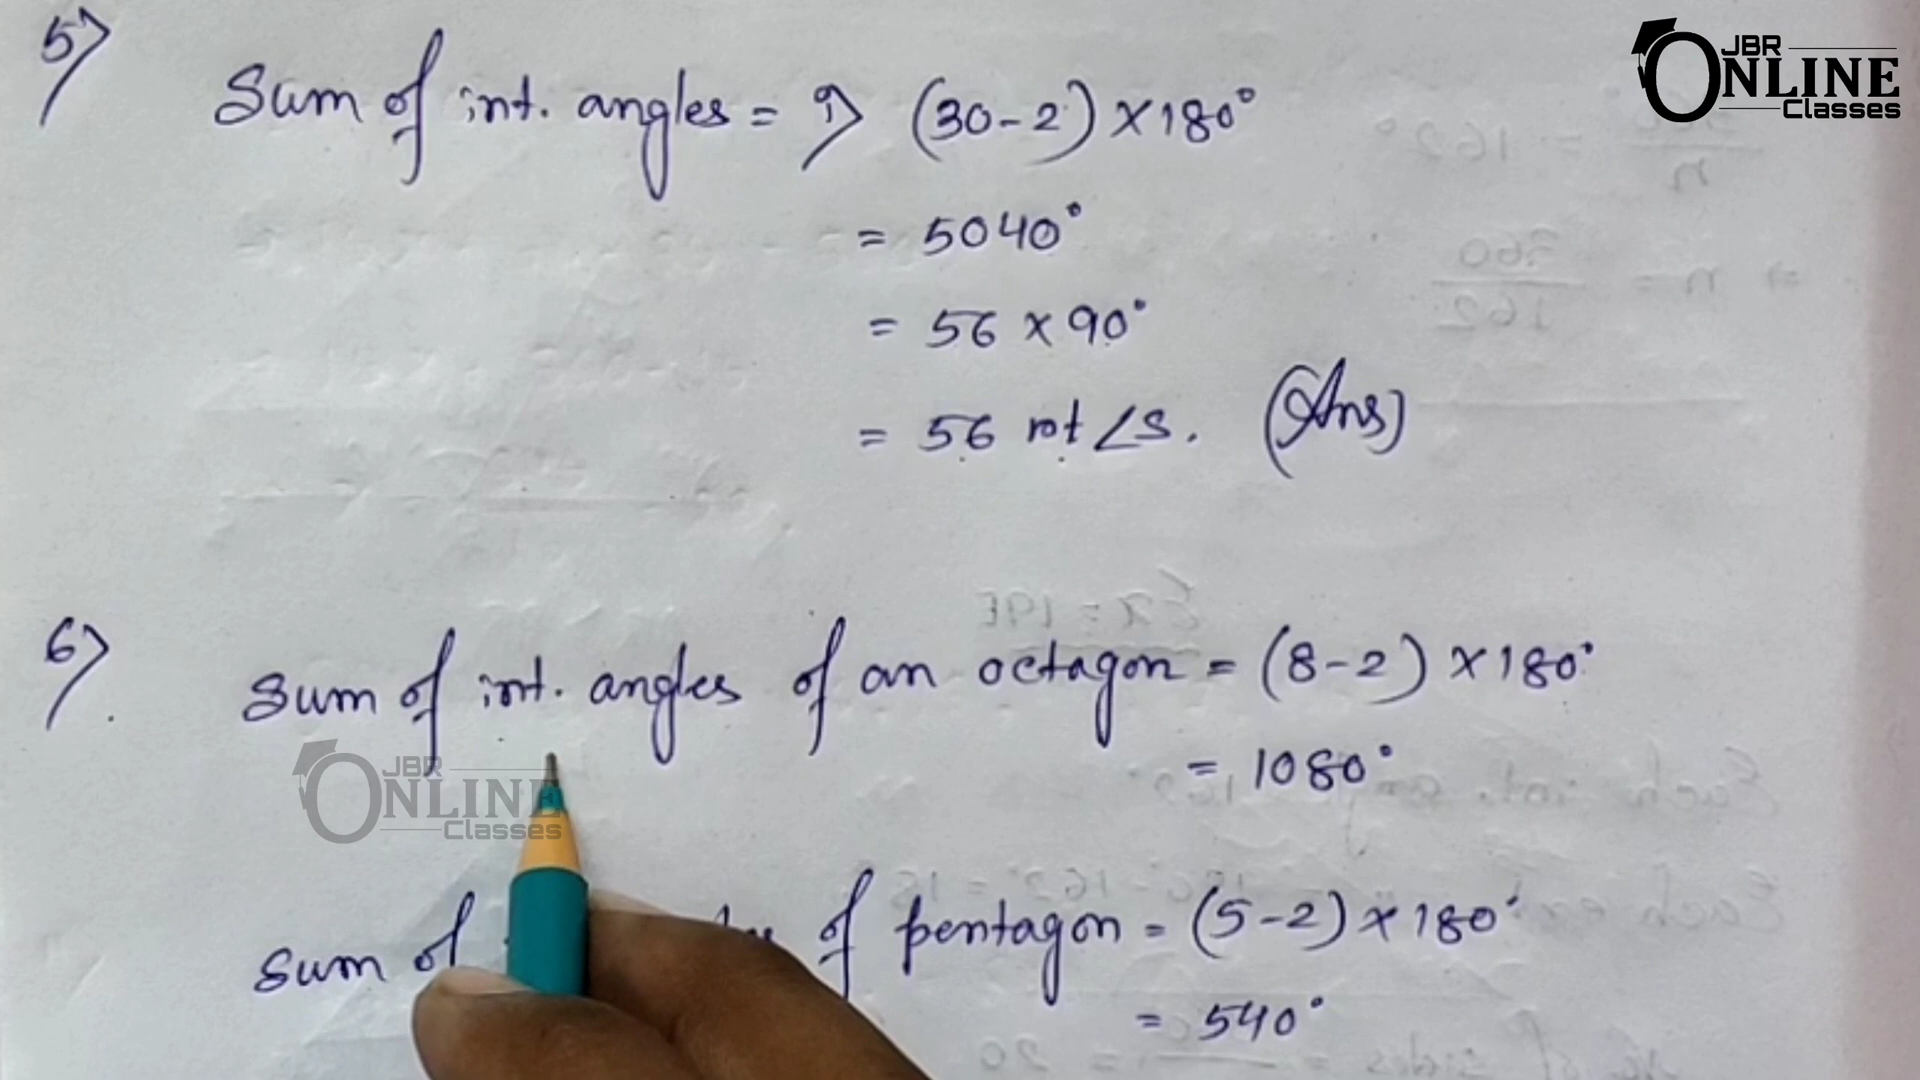 JBR
ONLINE
Classes
5)
Sum of int. angles = i) (30-2) × 180°
= 5040°
= 56 × 90°
= 56 rot ∠s. (Ans)
6)
Sum of int. angles of an octagon = (8-2) × 180°
= 1080°
JBR
ONLINE
Classes
Sum of of pentagon = (5-2) × 180°
= 540°